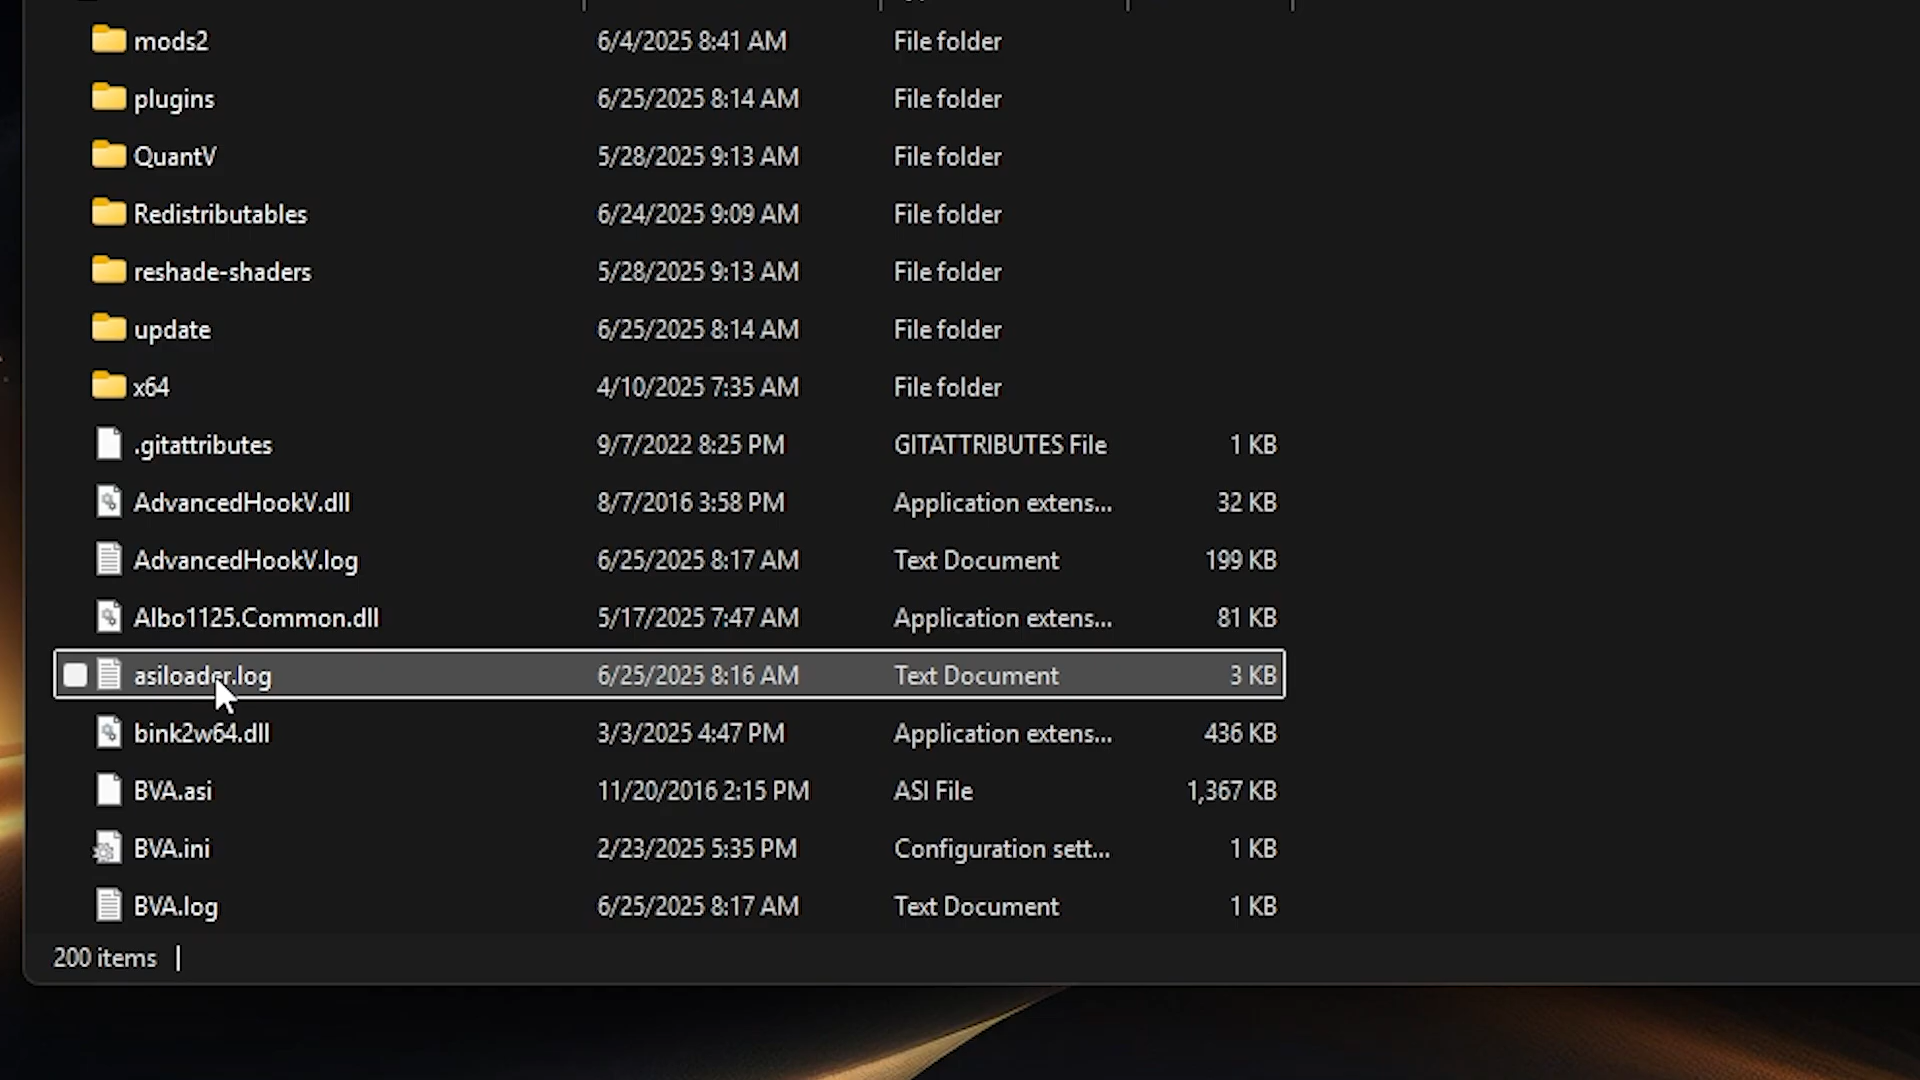 mods2 6/4/2025 8:41 AM File folder
plugins 6/25/2025 8:14 AM File folder
QuantV 5/28/2025 9:13 AM File folder
Redistributables 6/24/2025 9:09 AM File folder
reshade-shaders 5/28/2025 9:13 AM File folder
update 6/25/2025 8:14 AM File folder
x64 4/10/2025 7:35 AM File folder
.gitattributes 9/7/2022 8:25 PM GITATTRIBUTES File 1 KB
AdvancedHookV.dll 8/7/2016 3:58 PM Application extens... 32 KB
AdvancedHookV.log 6/25/2025 8:17 AM Text Document 199 KB
Albo1125.Common.dll 5/17/2025 7:47 AM Application extens... 81 KB
asiloader.log 6/25/2025 8:16 AM Text Document 3 KB
bink2w64.dll 3/3/2025 4:47 PM Application extens... 436 KB
BVA.asi 11/20/2016 2:15 PM ASI File 1,367 KB
BVA.ini 2/23/2025 5:35 PM Configuration sett... 1 KB
BVA.log 6/25/2025 8:17 AM Text Document 1 KB
200 items